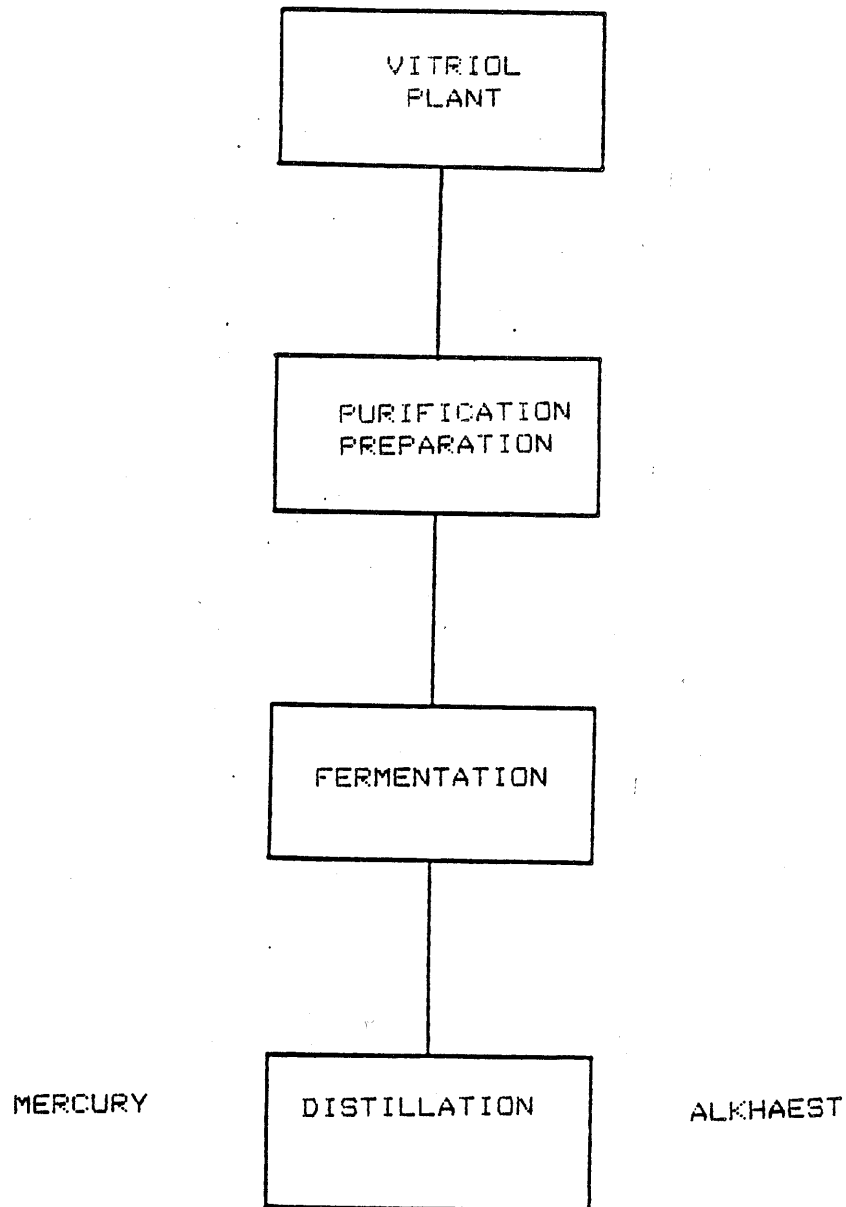 VITRIOL
PLANT
PURIFICATION
PREPARATION
FERMENTATION
MERCURY
DISTILLATION
ALKHAEST